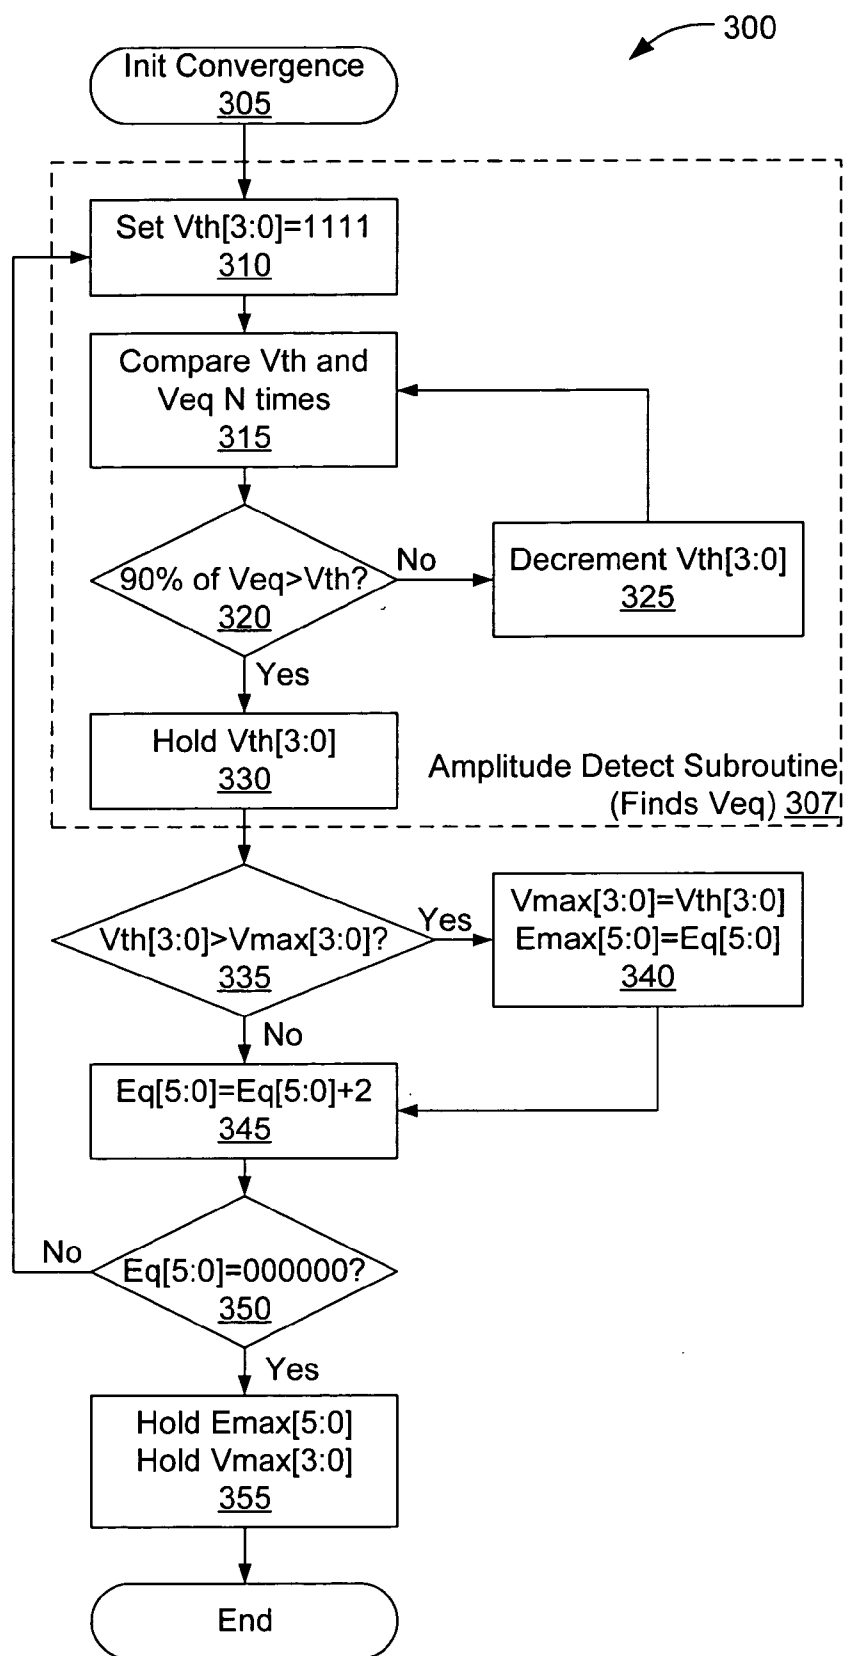 300
Init Convergence
305
Set Vth[3:0]=1111
310
Compare Vth and
Veq N times
315
90% of Veq>Vth?
320
No
Decrement Vth[3:0]
325
Yes
Hold Vth[3:0]
330
Amplitude Detect Subroutine
(Finds Veq) 307
Vth[3:0]>Vmax[3:0]?
335
Yes
Vmax[3:0]=Vth[3:0]
Emax[5:0]=Eq[5:0]
340
No
Eq[5:0]=Eq[5:0]+2
345
No
Eq[5:0]=000000?
350
Yes
Hold Emax[5:0]
Hold Vmax[3:0]
355
End